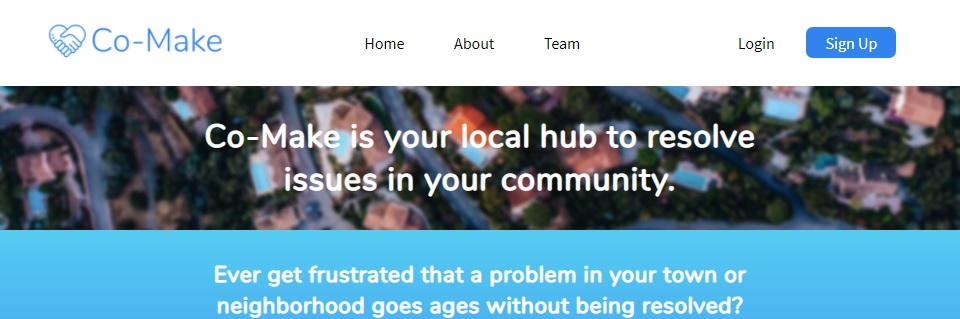 Co-Make
Home About Team Login Sign Up
Co-Make is your local hub to resolve
issues in your community.
Ever get frustrated that a problem in your town or
neighborhood goes ages without being resolved?